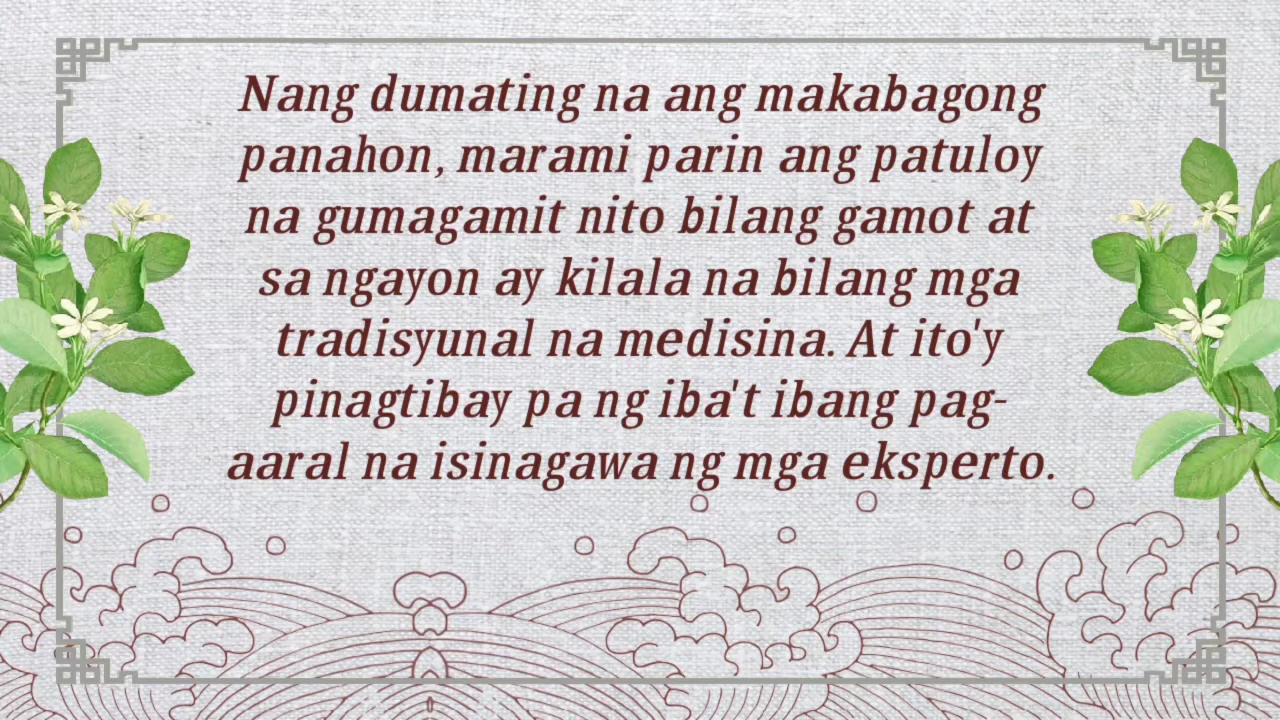 Nang dumating na ang makabagong
panahon, marami parin ang patuloy
na gumagamit nito bilang gamot at
sa ngayon ay kilala na bilang mga
tradisyunal na medisina. At ito'y
pinagtibay pa ng iba't ibang pag-
aaral na isinagawa ng mga eksperto.